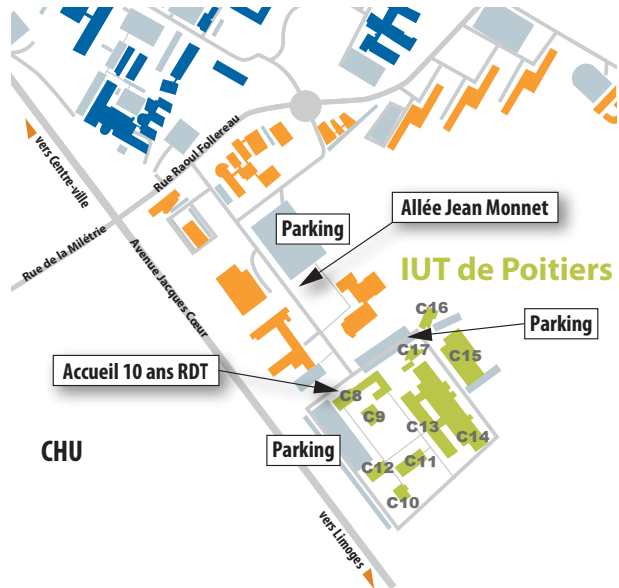 vers Centre-ville
Rue Raoul Follereau
Rue de la Milétrie
Avenue Jacques Cœur
Parking
Allée Jean Monnet
IUT de Poitiers
C16
Parking
C17
C15
Accueil 10 ans RDT
C8
C9
C13
C14
CHU
Parking
C12
C11
C10
vers Limoges